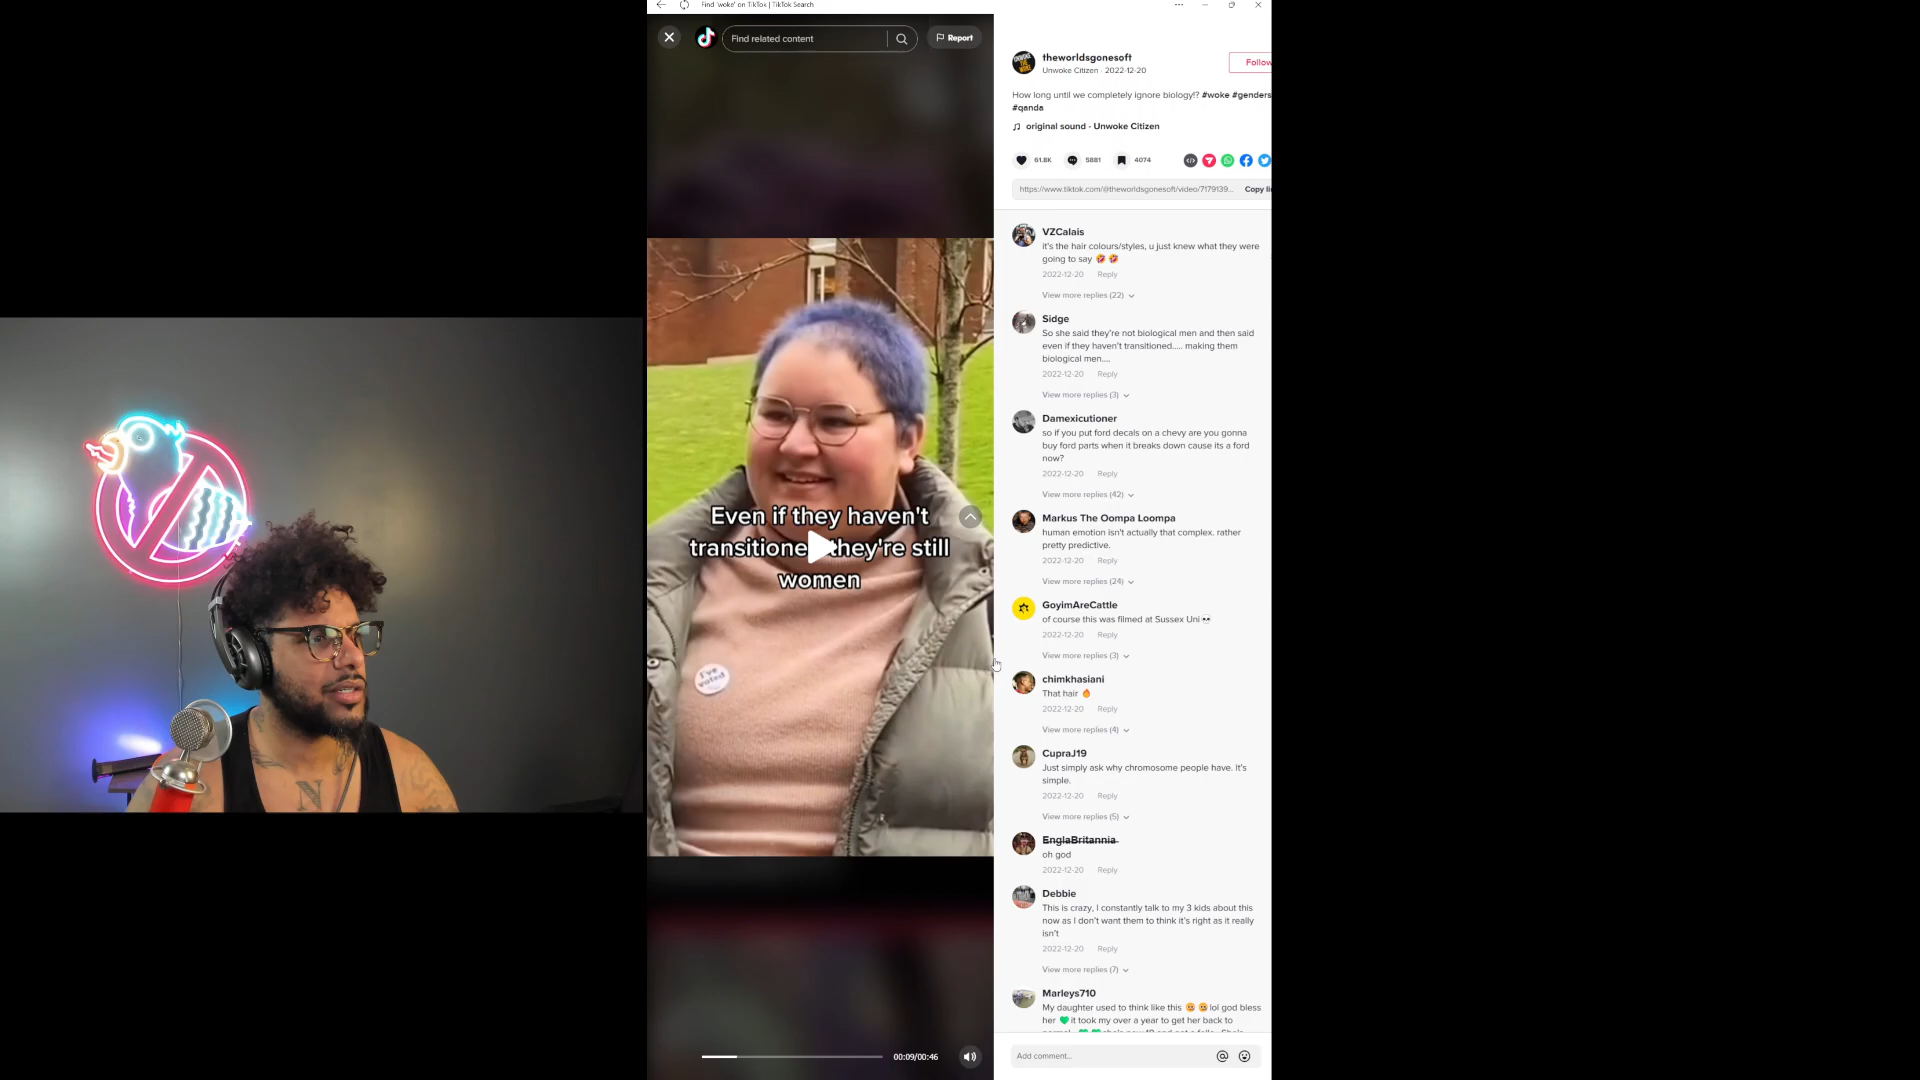 Find 'woke' on TikTok | TikTok Search
Find related content
Report
theworldsgonesoft
Unwoke Citizen · 2022-12-20
Follow
How long until we completely ignore biology!? #woke #genders
#qanda
original sound - Unwoke Citizen
61.8K
5881
4074
https://www.tiktok.com/@theworldsgonesoft/video/7179139...
Copy li
VZCalais
it's the hair colours/styles, u just knew what they were
going to say 🤣 🤣
2022-12-20 Reply
View more replies (22)
Sidge
So she said they're not biological men and then said
even if they haven't transitioned..... making them
biological men....
2022-12-20 Reply
View more replies (3)
Damexicutioner
so if you put ford decals on a chevy are you gonna
buy ford parts when it breaks down cause its a ford
now?
2022-12-20 Reply
View more replies (42)
Markus The Oompa Loompa
human emotion isn't actually that complex. rather
pretty predictive.
2022-12-20 Reply
View more replies (24)
GoyimAreCattle
of course this was filmed at Sussex Uni💀
2022-12-20 Reply
View more replies (3)
chimkhasiani
That hair 🔥
2022-12-20 Reply
View more replies (4)
CupraJ19
Just simply ask why chromosome people have. It's
simple.
2022-12-20 Reply
View more replies (5)
EnglaBritannia
oh god
2022-12-20 Reply
Debbie
This is crazy, I constantly talk to my 3 kids about this
now as I don't want them to think it's right as it really
isn't
2022-12-20 Reply
View more replies (7)
Marleys710
My daughter used to think like this lol god bless
her 💚 it took my over a year to get her back to
Add comment...
Even if they haven't
transitioned they're still
women
I've
voted
00:09/00:46
N